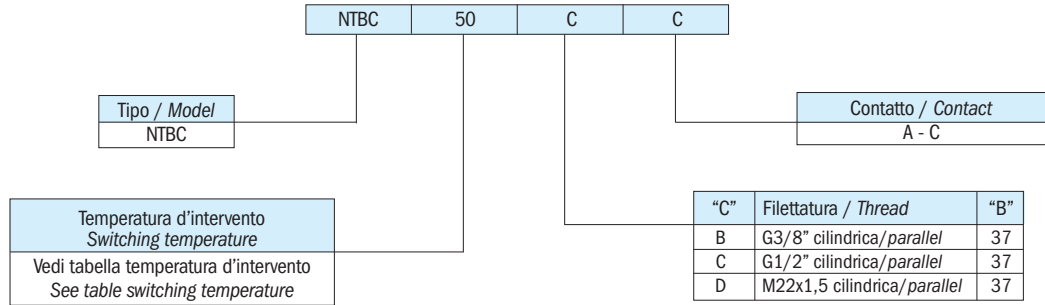 NTBC 50 C C
Tipo / Model
NTBC
Contatto / Contact
A - C
Temperatura d'intervento
Switching temperature
Vedi tabella temperatura d'intervento
See table switching temperature
"C" Filettatura / Thread "B"
B G3/8" cilindrica/parallel 37
C G1/2" cilindrica/parallel 37
D M22x1,5 cilindrica/parallel 37